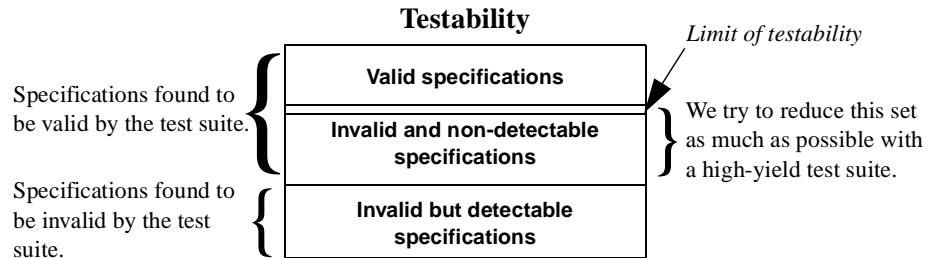 Testability
Limit of testability
Valid specifications
Specifications found to
be valid by the test suite.
Invalid and non-detectable
specifications
We try to reduce this set
as much as possible with
a high-yield test suite.
Specifications found to
be invalid by the test
suite.
Invalid but detectable
specifications